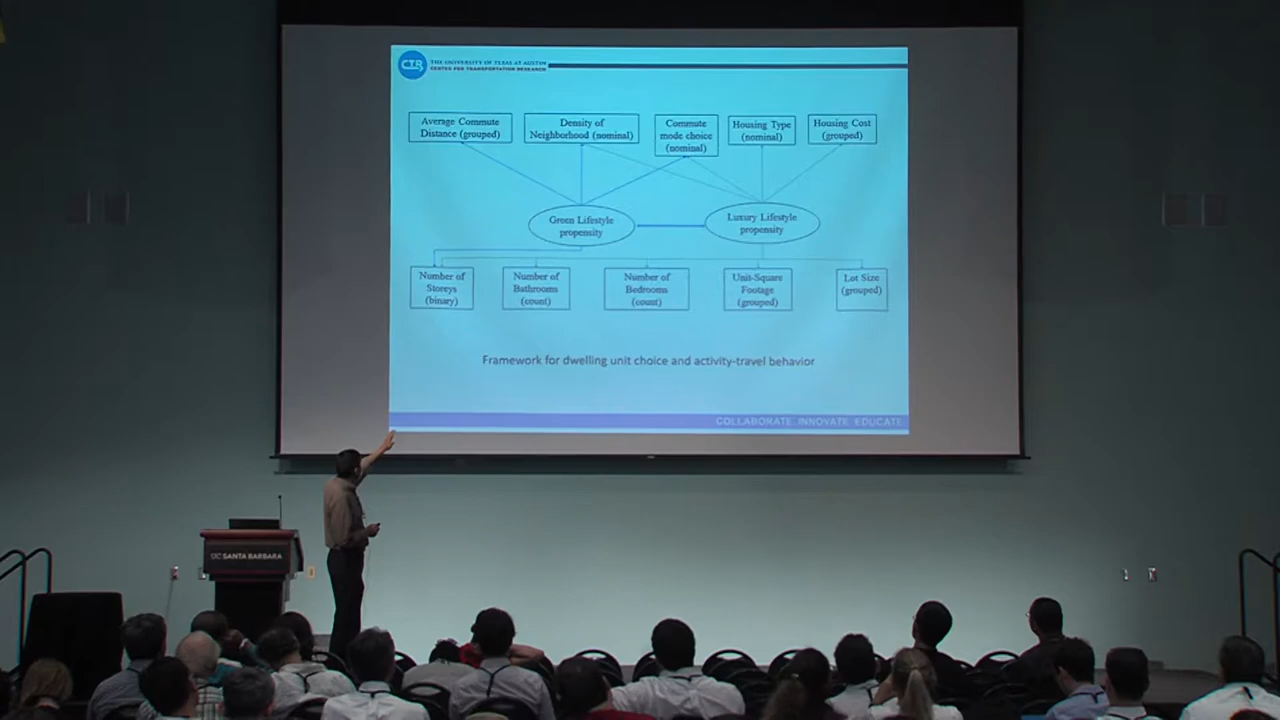 CTR
THE UNIVERSITY OF TEXAS AT AUSTIN
CENTER FOR TRANSPORTATION RESEARCH
Average Commute
Distance (grouped)
Density of
Neighborhood (nominal)
Commute
mode choice
(nominal)
Housing Type
(nominal)
Housing Cost
(grouped)
Green Lifestyle
propensity
Luxury Lifestyle
propensity
Number of
Storeys
(binary)
Number of
Bathrooms
(count)
Number of
Bedrooms
(count)
Unit-Square
Footage
(grouped)
Lot Size
(grouped)
Framework for dwelling unit choice and activity-travel behavior
COLLABORATE. INNOVATE. EDUCATE.
UC SANTA BARBARA